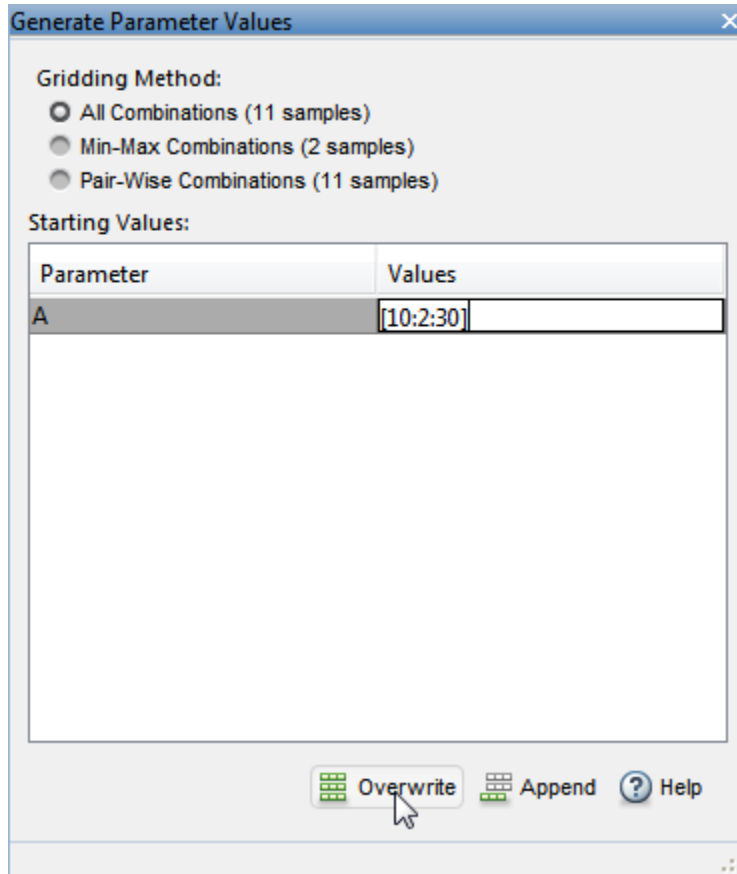 Generate Parameter Values
Gridding Method:
All Combinations (11 samples)
Min-Max Combinations (2 samples)
Pair-Wise Combinations (11 samples)
Starting Values:
Parameter Values
A [10:2:30]
Overwrite Append ? Help